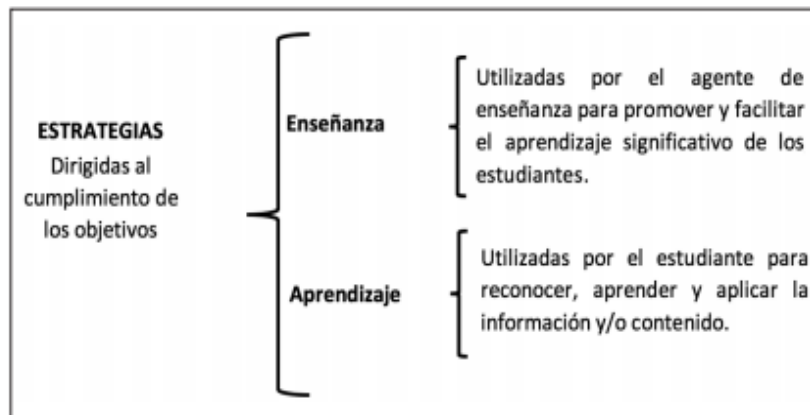 ESTRATEGIAS
Dirigidas al
cumplimiento de
los objetivos
Enseñanza
Utilizadas por el agente de
enseñanza para promover y facilitar
el aprendizaje significativo de los
estudiantes.
Aprendizaje
Utilizadas por el estudiante para
reconocer, aprender y aplicar la
información y/o contenido.